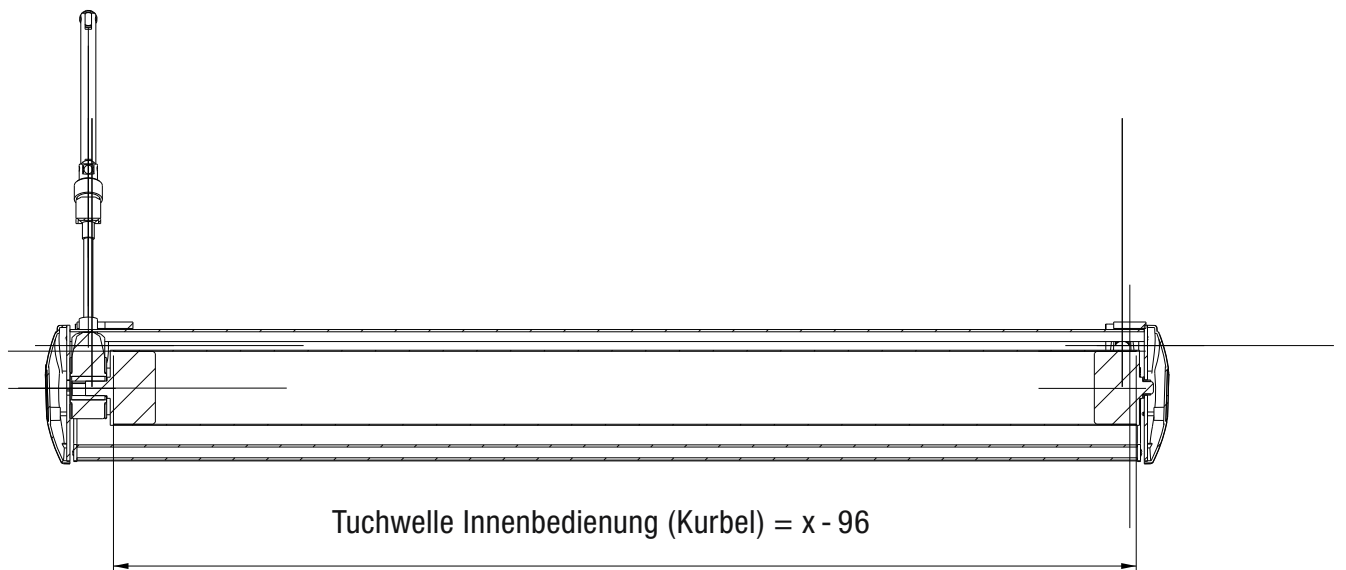 Tuchwelle Innenbedienung (Kurbel) = x - 96